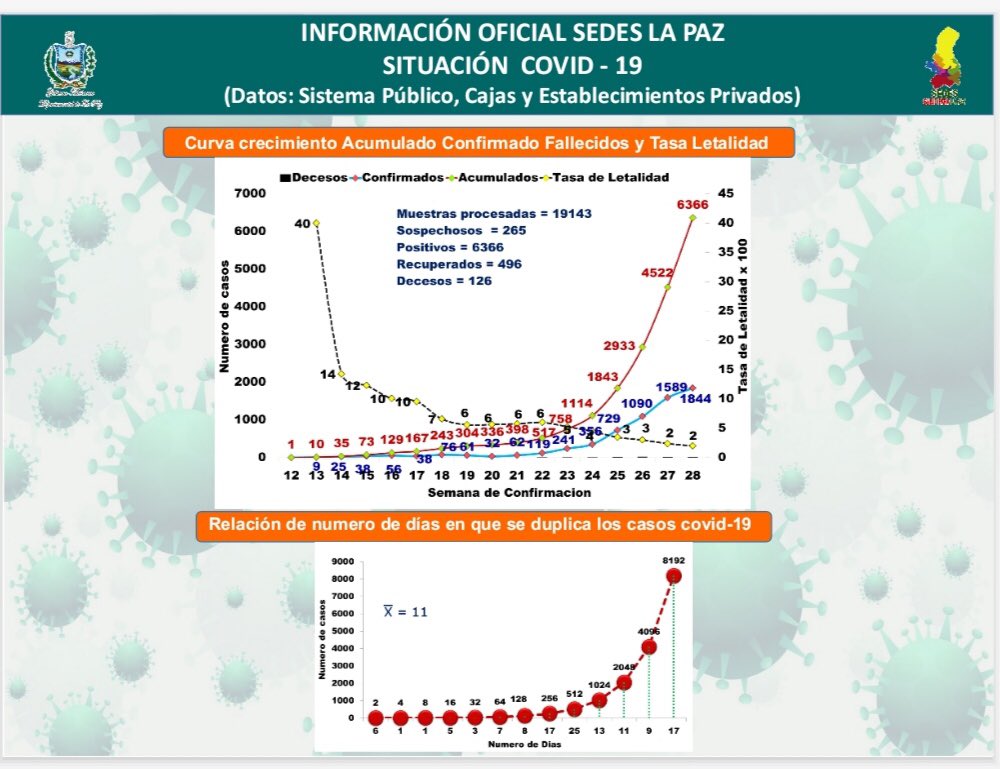 INFORMACIÓN OFICIAL SEDES LA PAZ
SITUACIÓN COVID - 19
(Datos: Sistema Público, Cajas y Establecimientos Privados)
Curva crecimiento Acumulado Confirmado Fallecidos y Tasa Letalidad
Decesos Confirmados Acumulados Tasa de Letalidad
Muestras procesadas = 19143
Sospechosos = 265
Positivos = 6366
Recuperados = 496
Decesos = 126
Numero de casos
7000
6000
5000
4000
3000
2000
1000
0
Tasa de Letalidad x 100
45
40
35
30
25
20
15
10
5
0
40 14 12 10 10 7 6 6 6 6 5 4 3 3 2 2
1 10 35 73 129 167 243 304 336 398 517 758 1114 1843 2933 4522 6366
9 25 38 56 38 76 61 32 62 119 241 356 729 1090 1589 1844
12 13 14 15 16 17 18 19 20 21 22 23 24 25 26 27 28
Semana de Confirmacion
Relación de numero de días en que se duplica los casos covid-19
Numero de casos
9000
8000
7000
6000
5000
4000
3000
2000
1000
0
X̅ = 11
2 4 8 16 32 64 128 256 512 1024 2048 4096 8192
6 1 1 5 3 7 8 17 25 13 11 9 17
Numero de Dias